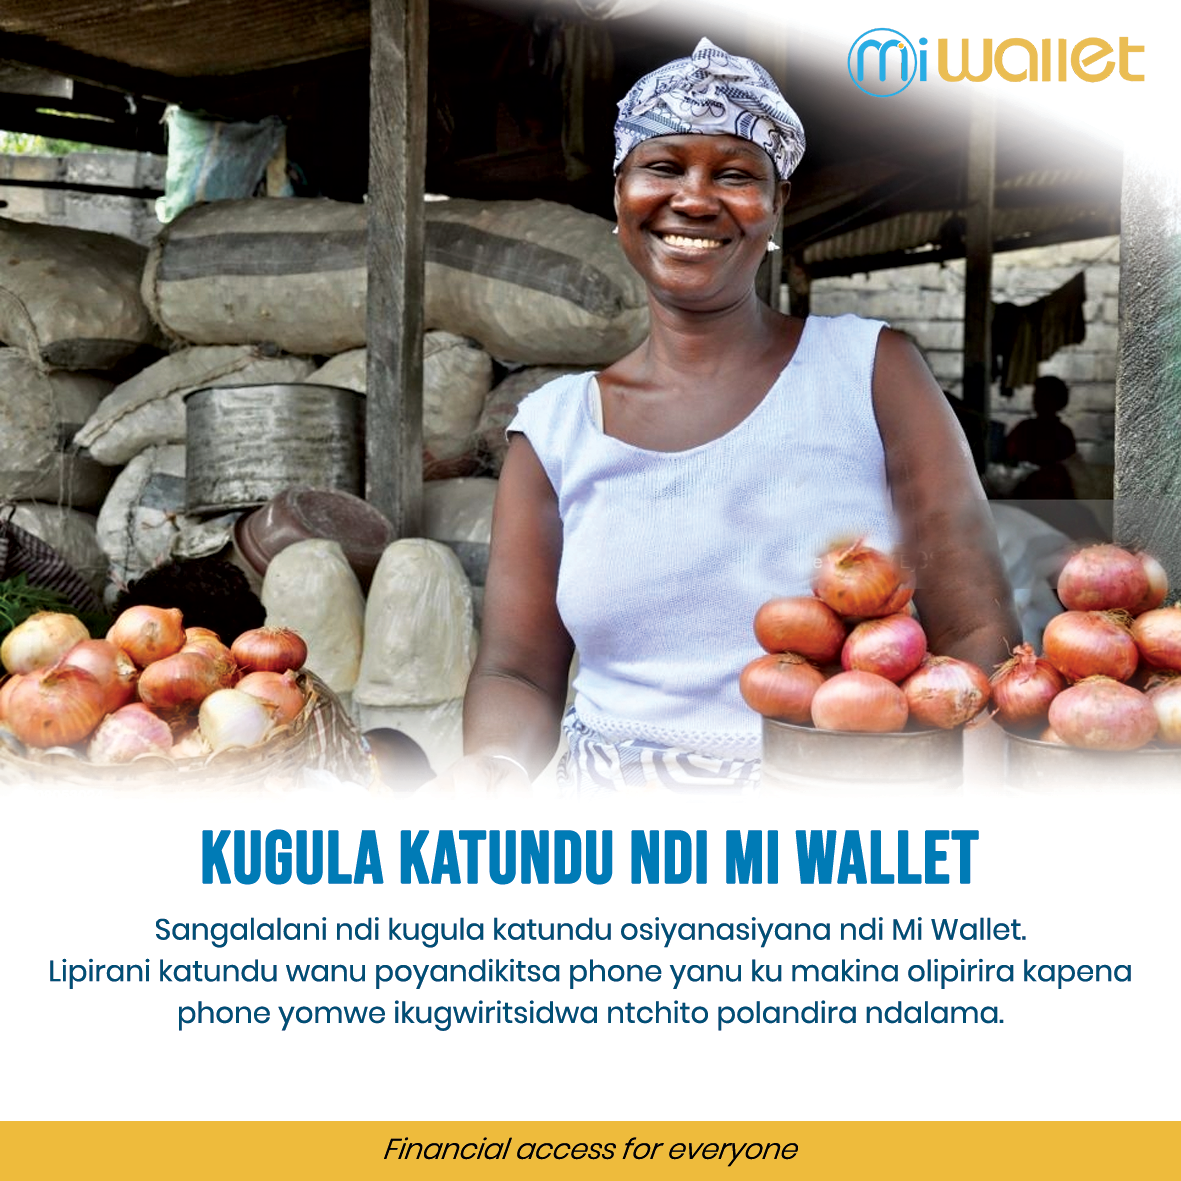 mi wallet
KUGULA KATUNDU NDI MI WALLET
Sangalalani ndi kugula katundu osiyanasiyana ndi Mi Wallet.
Lipirani katundu wanu poyandikitsa phone yanu ku makina olipirira kapena
phone yomwe ikugwiritsidwa ntchito polandira ndalama.
Financial access for everyone